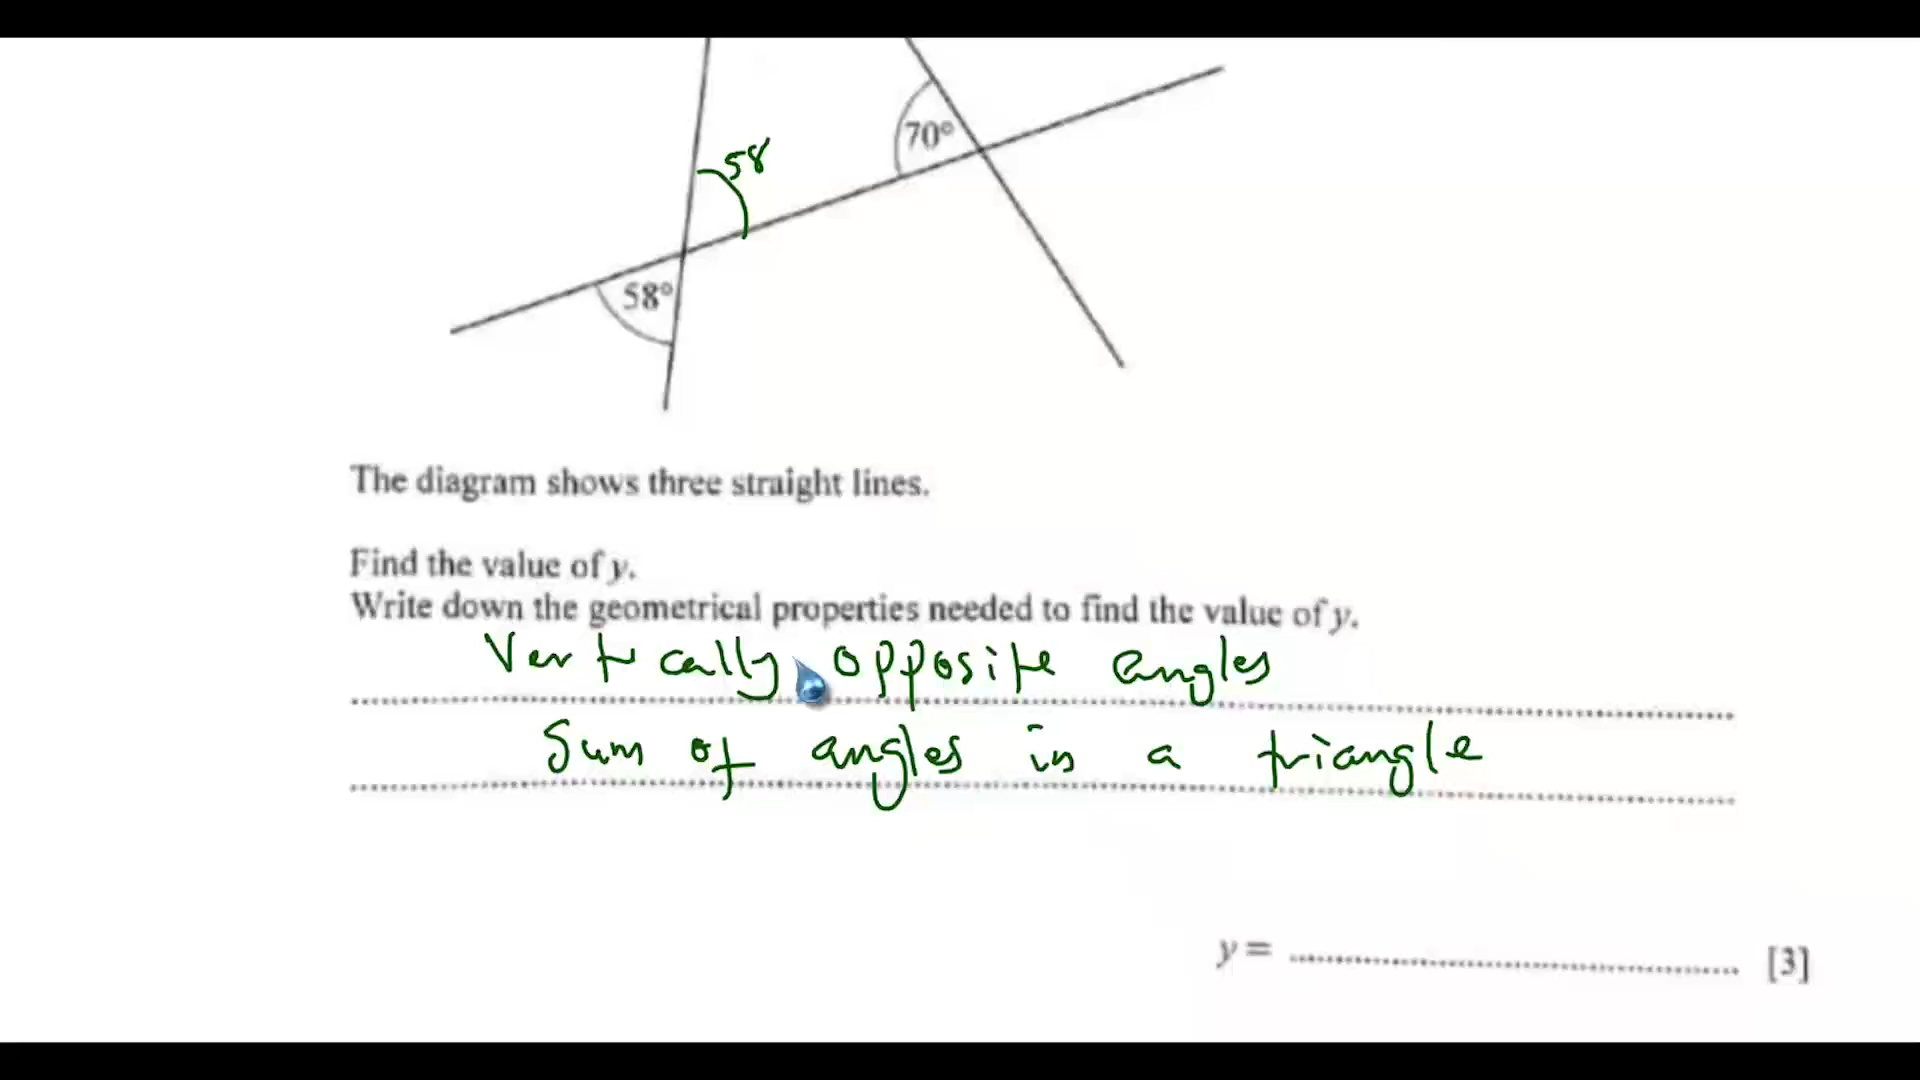 70°
58
58°
The diagram shows three straight lines.
Find the value of y.
Write down the geometrical properties needed to find the value of y.
Vertically opposite angles
Sum of angles in a triangle
y = ........................................ [3]